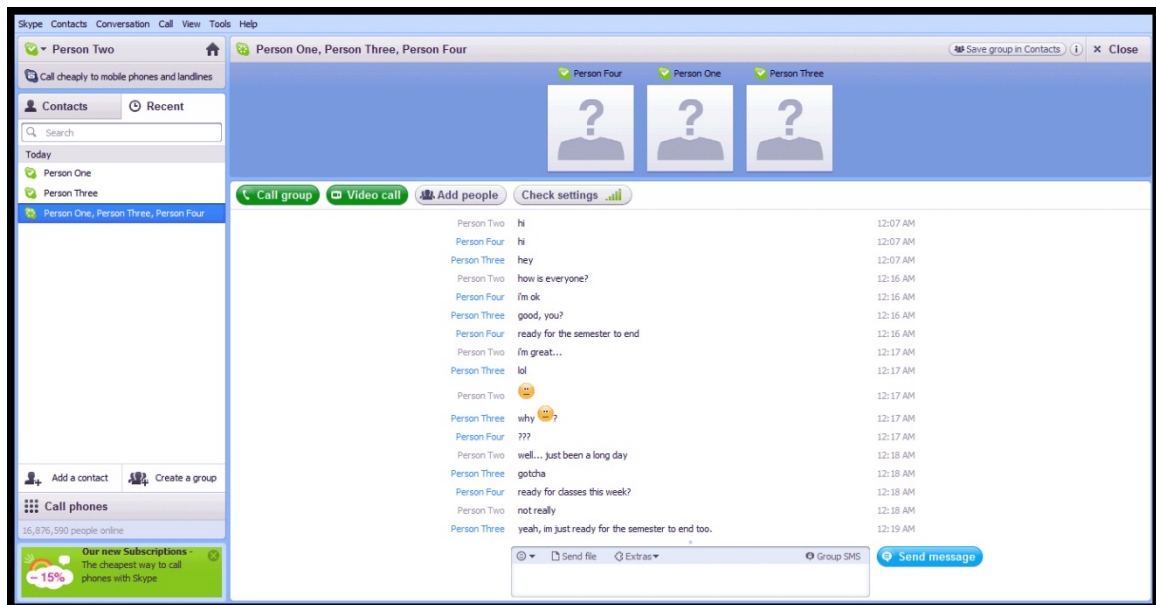 Skype Contacts Conversation Call View Tools Help
Person Two
Person One, Person Three, Person Four
Save group in Contacts i × Close
Call cheaply to mobile phones and landlines
Person Four Person One Person Three
? ? ?
Contacts Recent
Search
Today
Person One
Person Three
Person One, Person Three, Person Four
Call group Video call Add people Check settings
Person Two hi 12:07 AM
Person Four hi 12:07 AM
Person Three hey 12:07 AM
Person Two how is everyone? 12:16 AM
Person Four i'm ok 12:16 AM
Person Three good, you? 12:16 AM
Person Four ready for the semester to end 12:16 AM
Person Two i'm great... 12:17 AM
Person Three lol 12:17 AM
Person Two 12:17 AM
Person Three why ? 12:17 AM
Person Four ??? 12:17 AM
Person Two well... just been a long day 12:18 AM
Person Three gotcha 12:18 AM
Person Four ready for classes this week? 12:18 AM
Person Two not really 12:18 AM
Person Three yeah, im just ready for the semester to end too. 12:19 AM
Add a contact Create a group
Call phones
16,876,590 people online
Our new Subscriptions -
The cheapest way to call
phones with Skype
– 15%
Send file Extras Group SMS
Send message